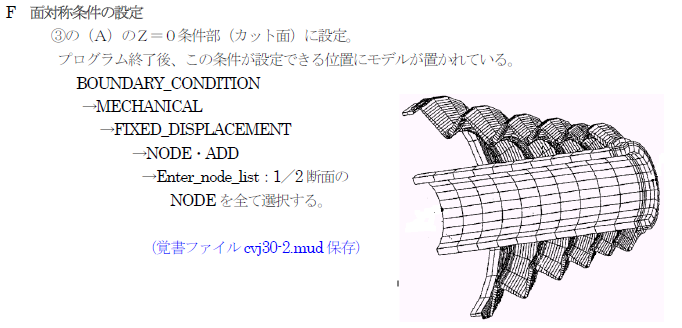 F 面対称条件の設定
③の（A）のＺ＝０条件部（カット面）に設定。
プログラム終了後、この条件が設定できる位置にモデルが置かれている。
BOUNDARY_CONDITION
→MECHANICAL
→FIXED_DISPLACEMENT
→NODE・ADD
→Enter_node_list：1／2断面の
NODEを全て選択する。
（覚書ファイル cvj30-2.mud 保存）